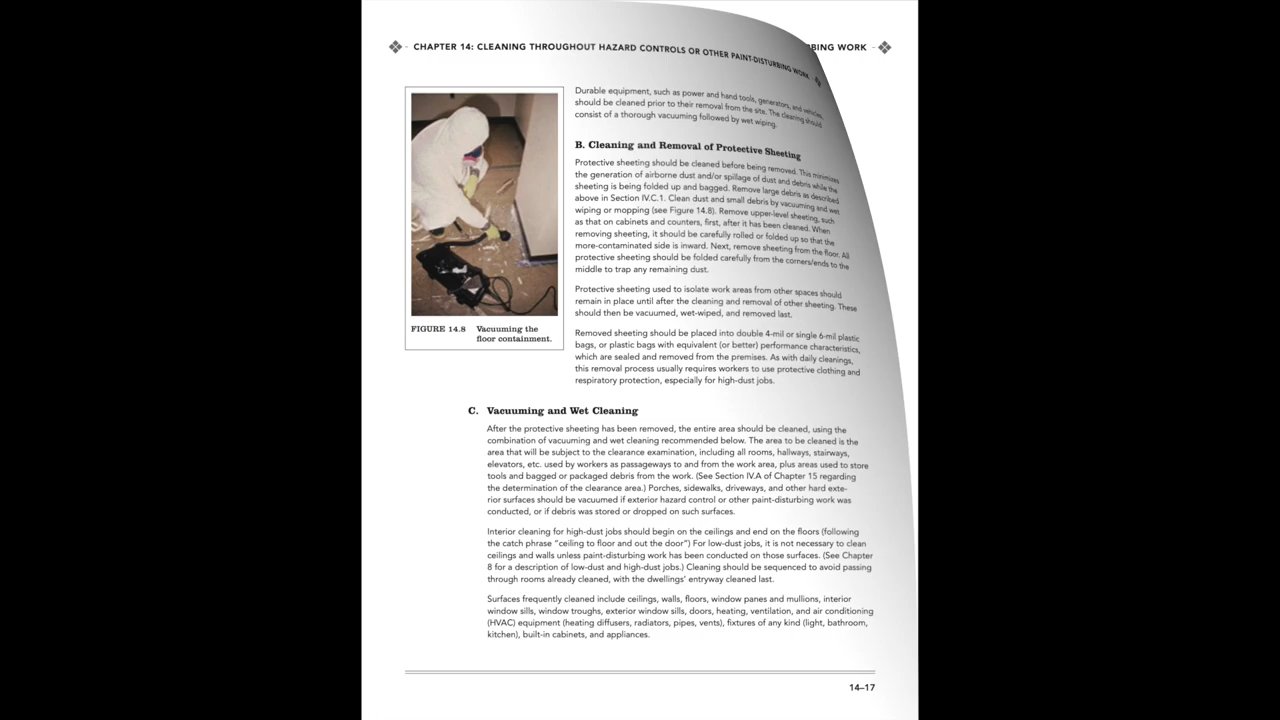 CHAPTER 14: CLEANING THROUGHOUT HAZARD CONTROLS OR OTHER PAINT-DISTURBING WORK
BING WORK
Durable equipment, such as power and hand tools, generators, and vehicles,
should be cleaned prior to their removal from the site. The cleaning should
consist of a thorough vacuuming followed by wet wiping.
B. Cleaning and Removal of Protective Sheeting
Protective sheeting should be cleaned before being removed. This minimizes
the generation of airborne dust and/or spillage of dust and debris while the
sheeting is being folded up and bagged. Remove large debris as described
above in Section IV.C.1. Clean dust and small debris by vacuuming and wet
wiping or mopping (see Figure 14.8). Remove upper-level sheeting, such
as that on cabinets and counters, first, after it has been cleaned. When
removing sheeting, it should be carefully rolled or folded up so that the
more-contaminated side is inward. Next, remove sheeting from the floor. All
protective sheeting should be folded carefully from the corners/ends to the
middle to trap any remaining dust.
Protective sheeting used to isolate work areas from other spaces should
remain in place until after the cleaning and removal of other sheeting. These
should then be vacuumed, wet-wiped, and removed last.
Removed sheeting should be placed into double 4-mil or single 6-mil plastic
bags, or plastic bags with equivalent (or better) performance characteristics,
which are sealed and removed from the premises. As with daily cleanings,
this removal process usually requires workers to use protective clothing and
respiratory protection, especially for high-dust jobs.
FIGURE 14.8 Vacuuming the
floor containment.
C. Vacuuming and Wet Cleaning
After the protective sheeting has been removed, the entire area should be cleaned, using the
combination of vacuuming and wet cleaning recommended below. The area to be cleaned is the
area that will be subject to the clearance examination, including all rooms, hallways, stairways,
elevators, etc. used by workers as passageways to and from the work area, plus areas used to store
tools and bagged or packaged debris from the work. (See Section IV.A of Chapter 15 regarding
the determination of the clearance area.) Porches, sidewalks, driveways, and other hard exte-
rior surfaces should be vacuumed if exterior hazard control or other paint-disturbing work was
conducted, or if debris was stored or dropped on such surfaces.
Interior cleaning for high-dust jobs should begin on the ceilings and end on the floors (following
the catch phrase “ceiling to floor and out the door”) For low-dust jobs, it is not necessary to clean
ceilings and walls unless paint-disturbing work has been conducted on those surfaces. (See Chapter
8 for a description of low-dust and high-dust jobs.) Cleaning should be sequenced to avoid passing
through rooms already cleaned, with the dwellings’ entryway cleaned last.
Surfaces frequently cleaned include ceilings, walls, floors, window panes and mullions, interior
window sills, window troughs, exterior window sills, doors, heating, ventilation, and air conditioning
(HVAC) equipment (heating diffusers, radiators, pipes, vents), fixtures of any kind (light, bathroom,
kitchen), built-in cabinets, and appliances.
14–17